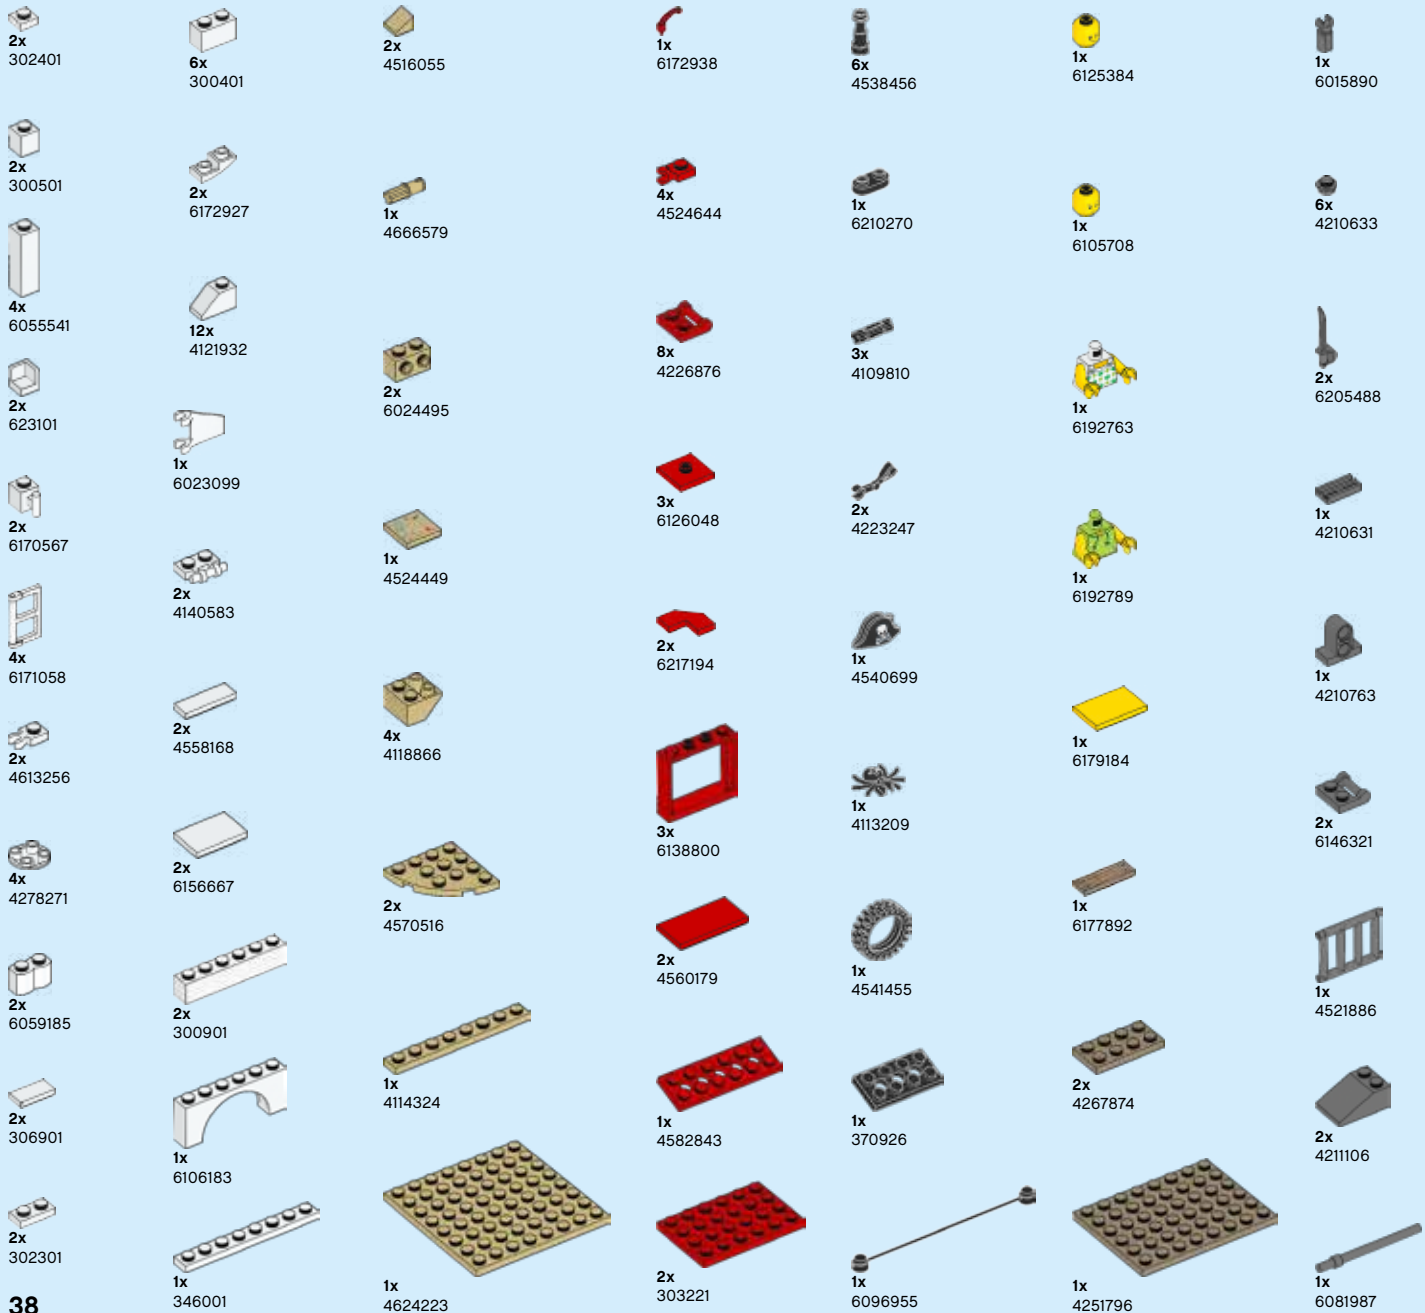 2x
302401
2x
300501
4x
6055541
2x
623101
2x
6170567
4x
6171058
2x
4613256
4x
4278271
2x
6059185
2x
306901
2x
302301
38
6x
300401
2x
6172927
12x
4121932
1x
6023099
2x
4140583
2x
4558168
2x
6156667
2x
300901
1x
6106183
1x
346001
2x
4516055
1x
4666579
2x
6024495
1x
4524449
4x
4118866
2x
4570516
1x
4114324
1x
4624223
1x
6172938
4x
4524644
8x
4226876
3x
6126048
2x
6217194
3x
6138800
2x
4560179
1x
4582843
2x
303221
6x
4538456
1x
6210270
3x
4109810
2x
4223247
1x
4540699
1x
4113209
1x
4541455
1x
370926
1x
6096955
1x
6125384
1x
6105708
1x
6192763
1x
6192789
1x
6179184
1x
6177892
2x
4267874
1x
4251796
1x
6015890
6x
4210633
2x
6205488
1x
4210631
1x
4210763
2x
6146321
1x
4521886
2x
4211106
1x
6081987